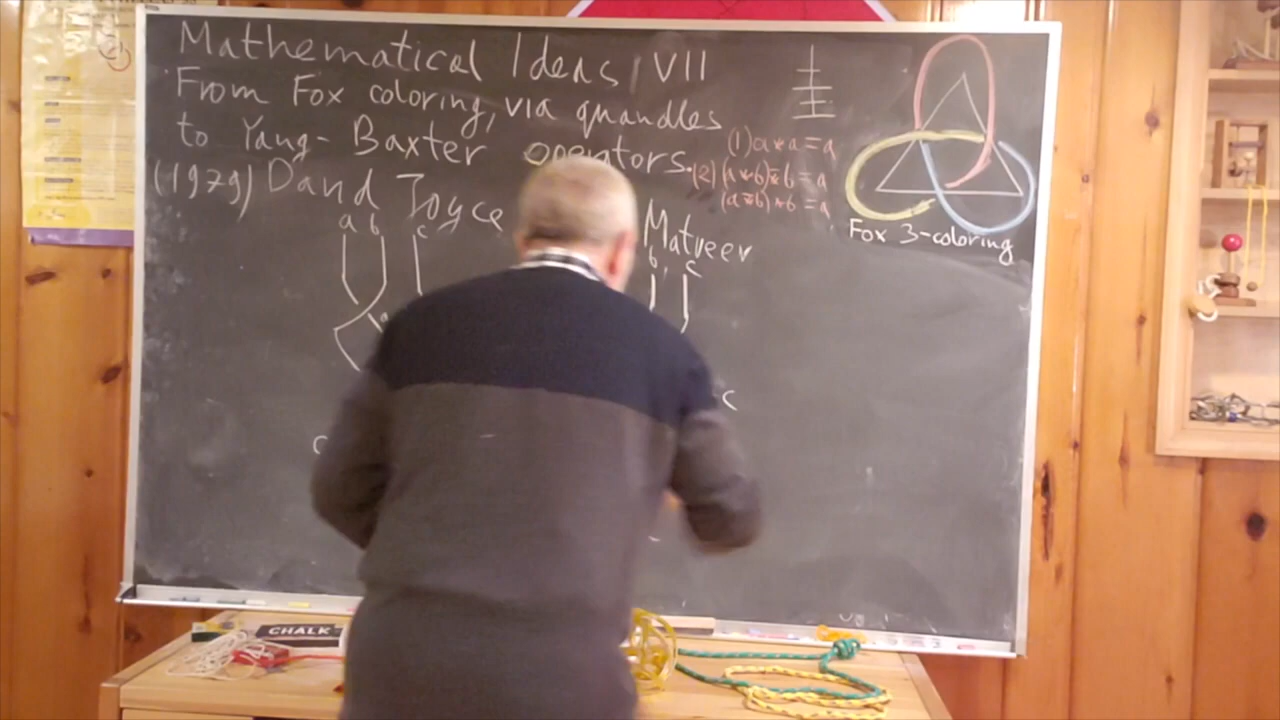 Mathematical Ideas, VII
From Fox coloring, via quandles
to Yang-Baxter operators.
(1) a*a=a
(2) (a*b)*̄b=a
(a*̄b)*b=a
(1979) David Joyce
Matveev
a b c
b, c
c
Fox 3-coloring
CHALK